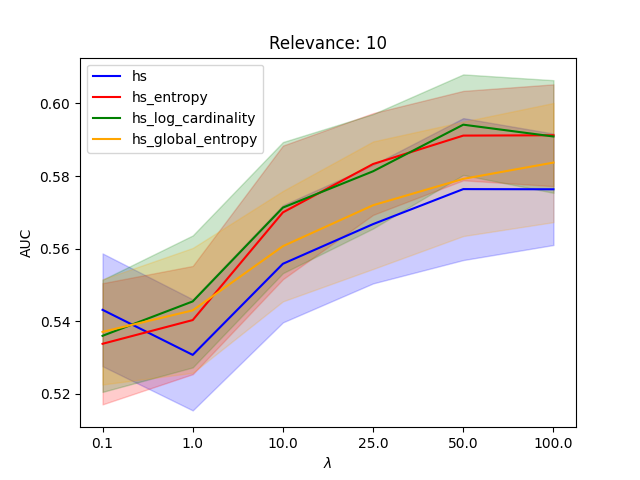 Relevance: 10
hs
hs_entropy
hs_log_cardinality
hs_global_entropy
AUC
0.60
0.58
0.56
0.54
0.52
0.1 1.0 10.0 25.0 50.0 100.0
λ